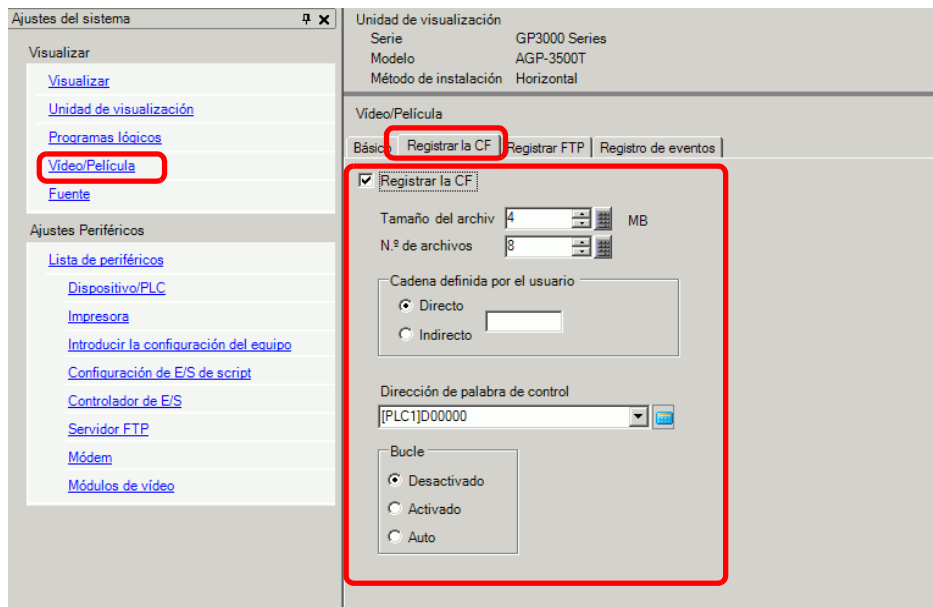 Ajustes del sistema
Visualizar
Visualizar
Unidad de visualización
Programas lógicos
Vídeo/Película
Fuente
Ajustes Periféricos
Lista de periféricos
Dispositivo/PLC
Impresora
Introducir la configuración del equipo
Configuración de E/S de script
Controlador de E/S
Servidor FTP
Módem
Módulos de vídeo
Unidad de visualización
Serie GP3000 Series
Modelo AGP-3500T
Método de instalación Horizontal
Vídeo/Película
Básico Registrar la CF Registrar FTP Registro de eventos
Registrar la CF
Tamaño del archiv 4 MB
N.º de archivos 8
Cadena definida por el usuario
Directo
Indirecto
Dirección de palabra de control
[PLC1]D00000
Bucle
Desactivado
Activado
Auto